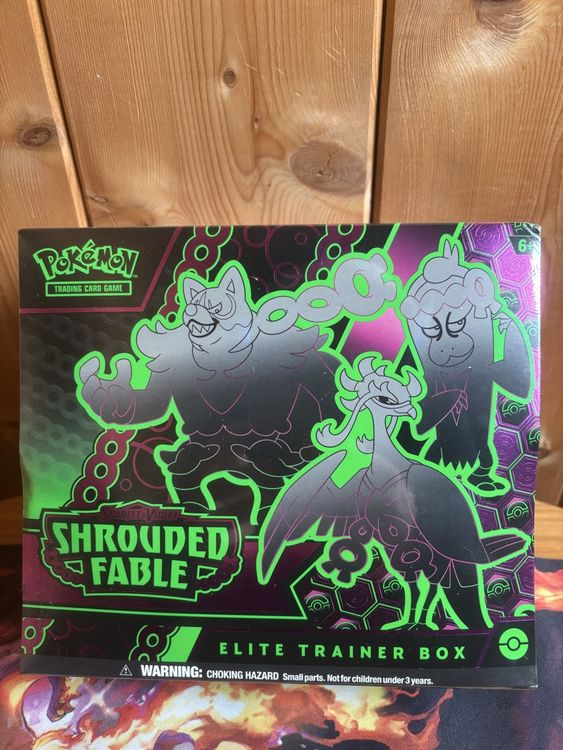 POKéMON
TRADING CARD GAME
6+
SCARLET & VIOLET
SHROUDED
FABLE
ELITE TRAINER BOX
WARNING: CHOKING HAZARD Small parts. Not for children under 3 years.